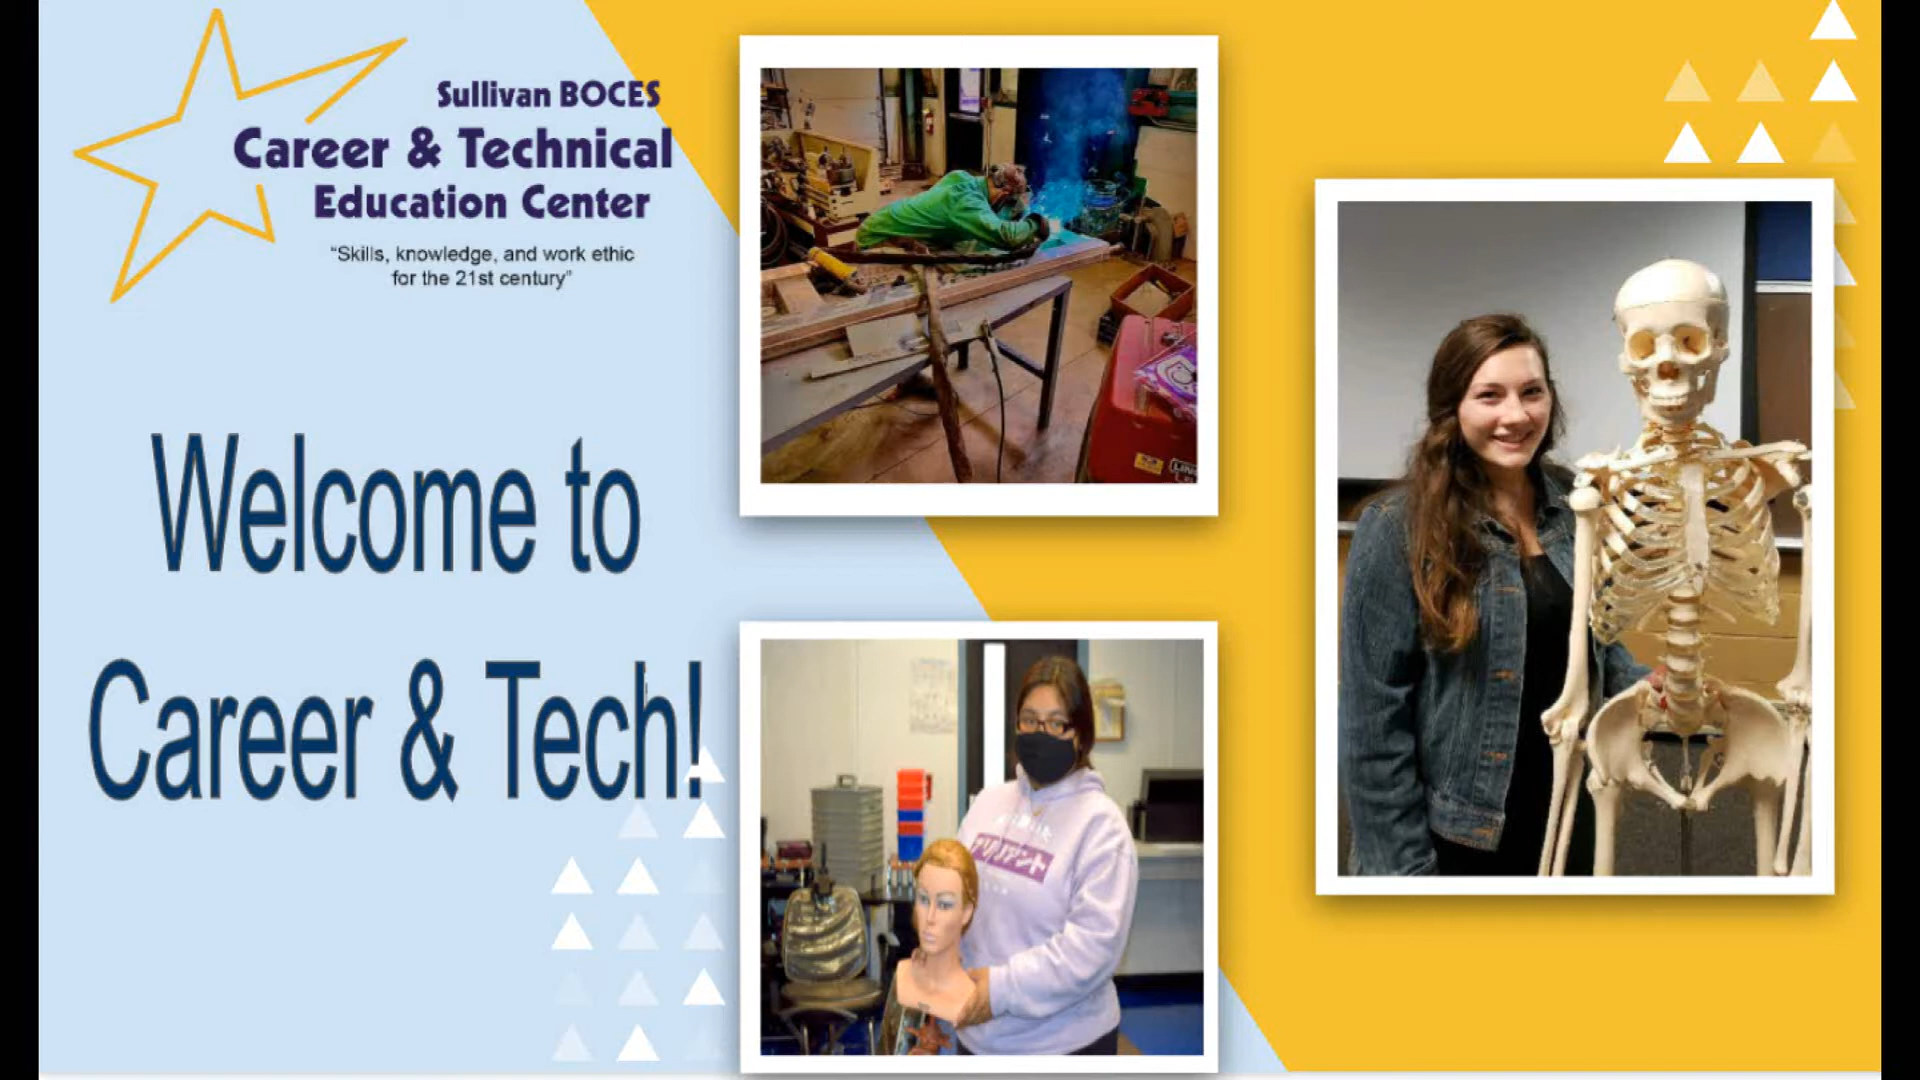 Sullivan BOCES
Career & Technical
Education Center
“Skills, knowledge, and work ethic
for the 21st century”
Welcome to
Career & Tech!